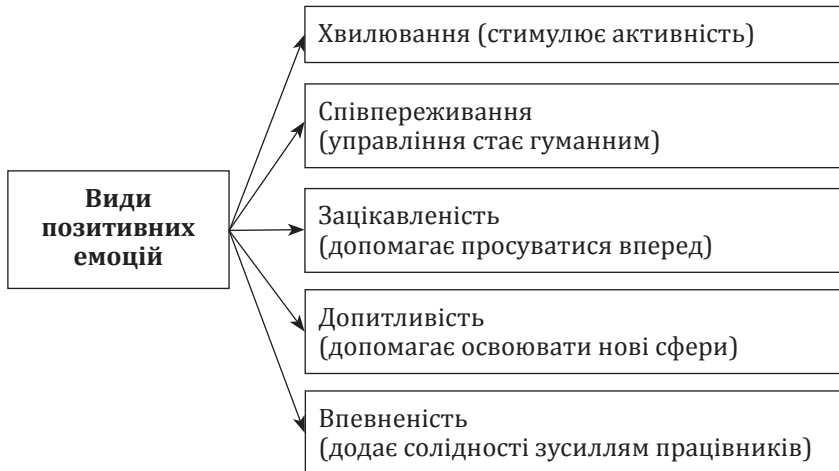 Види
позитивних
емоцій
Хвилювання (стимулює активність)
Співпереживання
(управління стає гуманним)
Зацікавленість
(допомагає просуватися вперед)
Допитливість
(допомагає освоювати нові сфери)
Впевненість
(додає солідності зусиллям працівників)